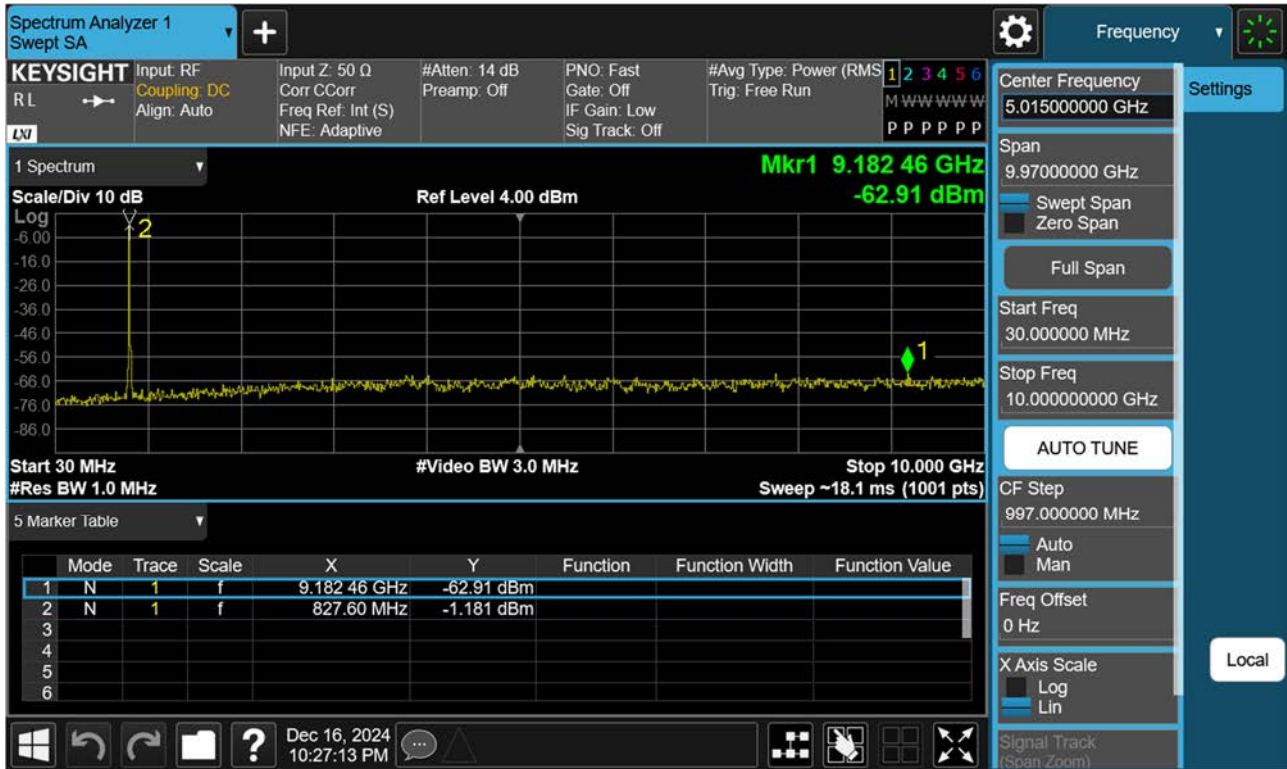 Spectrum Analyzer 1
Swept SA
+
Frequency
KEYSIGHT
RL
LXI
Input: RF
Coupling: DC
Align: Auto
Input Z: 50 Ω
Corr CCorr
Freq Ref: Int (S)
NFE: Adaptive
#Atten: 14 dB
Preamp: Off
PNO: Fast
Gate: Off
IF Gain: Low
Sig Track: Off
#Avg Type: Power (RMS
Trig: Free Run
1 2 3 4 5 6
M W W W W W
P P P P P P
1 Spectrum
Mkr1 9.182 46 GHz
-62.91 dBm
Scale/Div 10 dB
Ref Level 4.00 dBm
Log
-6.00
-16.0
-26.0
-36.0
-46.0
-56.0
-66.0
-76.0
-86.0
2
1
Start 30 MHz
#Video BW 3.0 MHz
Stop 10.000 GHz
#Res BW 1.0 MHz
Sweep ~18.1 ms (1001 pts)
5 Marker Table
Mode Trace Scale X Y Function Function Width Function Value
1 N 1 f 9.182 46 GHz -62.91 dBm
2 N 1 f 827.60 MHz -1.181 dBm
3
4
5
6
Dec 16, 2024
10:27:13 PM
Center Frequency
5.015000000 GHz
Settings
Span
9.97000000 GHz
Swept Span
Zero Span
Full Span
Start Freq
30.000000 MHz
Stop Freq
10.000000000 GHz
AUTO TUNE
CF Step
997.000000 MHz
Auto
Man
Freq Offset
0 Hz
X Axis Scale
Log
Lin
Local
Signal Track
(Span Zoom)